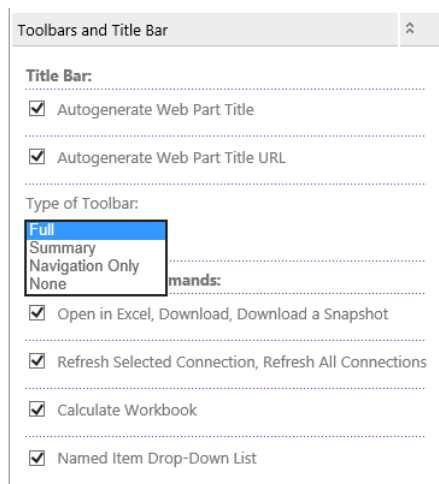 Toolbars and Title Bar
Title Bar:
Autogenerate Web Part Title
Autogenerate Web Part Title URL
Type of Toolbar:
Full
Summary
Navigation Only
None
mands:
Open in Excel, Download, Download a Snapshot
Refresh Selected Connection, Refresh All Connections
Calculate Workbook
Named Item Drop-Down List